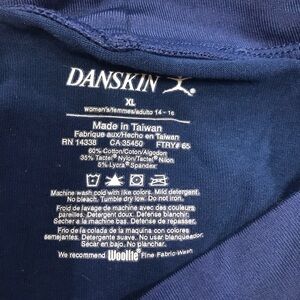 DANSKIN
XL
women's/femmes/adulto 14 - 16
Made in Taiwan
Fabrique aux/Hecho en Taiwan
RN 14338 CA 35450 FTRY# 65
60% Cotton/Coton/Algodon
35% Tactel® Nylon/Tactel® Nilon
5% Lycra® Spandex
Machine wash cold with like colors. Mild detergent.
No bleach. Tumble dry low. Do not iron.
Froid de lavage de machine avec des couleurs
pareilles. Detergent doux. Defense blanchir.
Secher a bas. Defense de repasser.
Frio de la colada de la maquina con colores
semejantes. Detergente suave. No usar blanqueador.
Secar en bajo. No planchar.
We recommend Woolite® Fine Fabric Wash